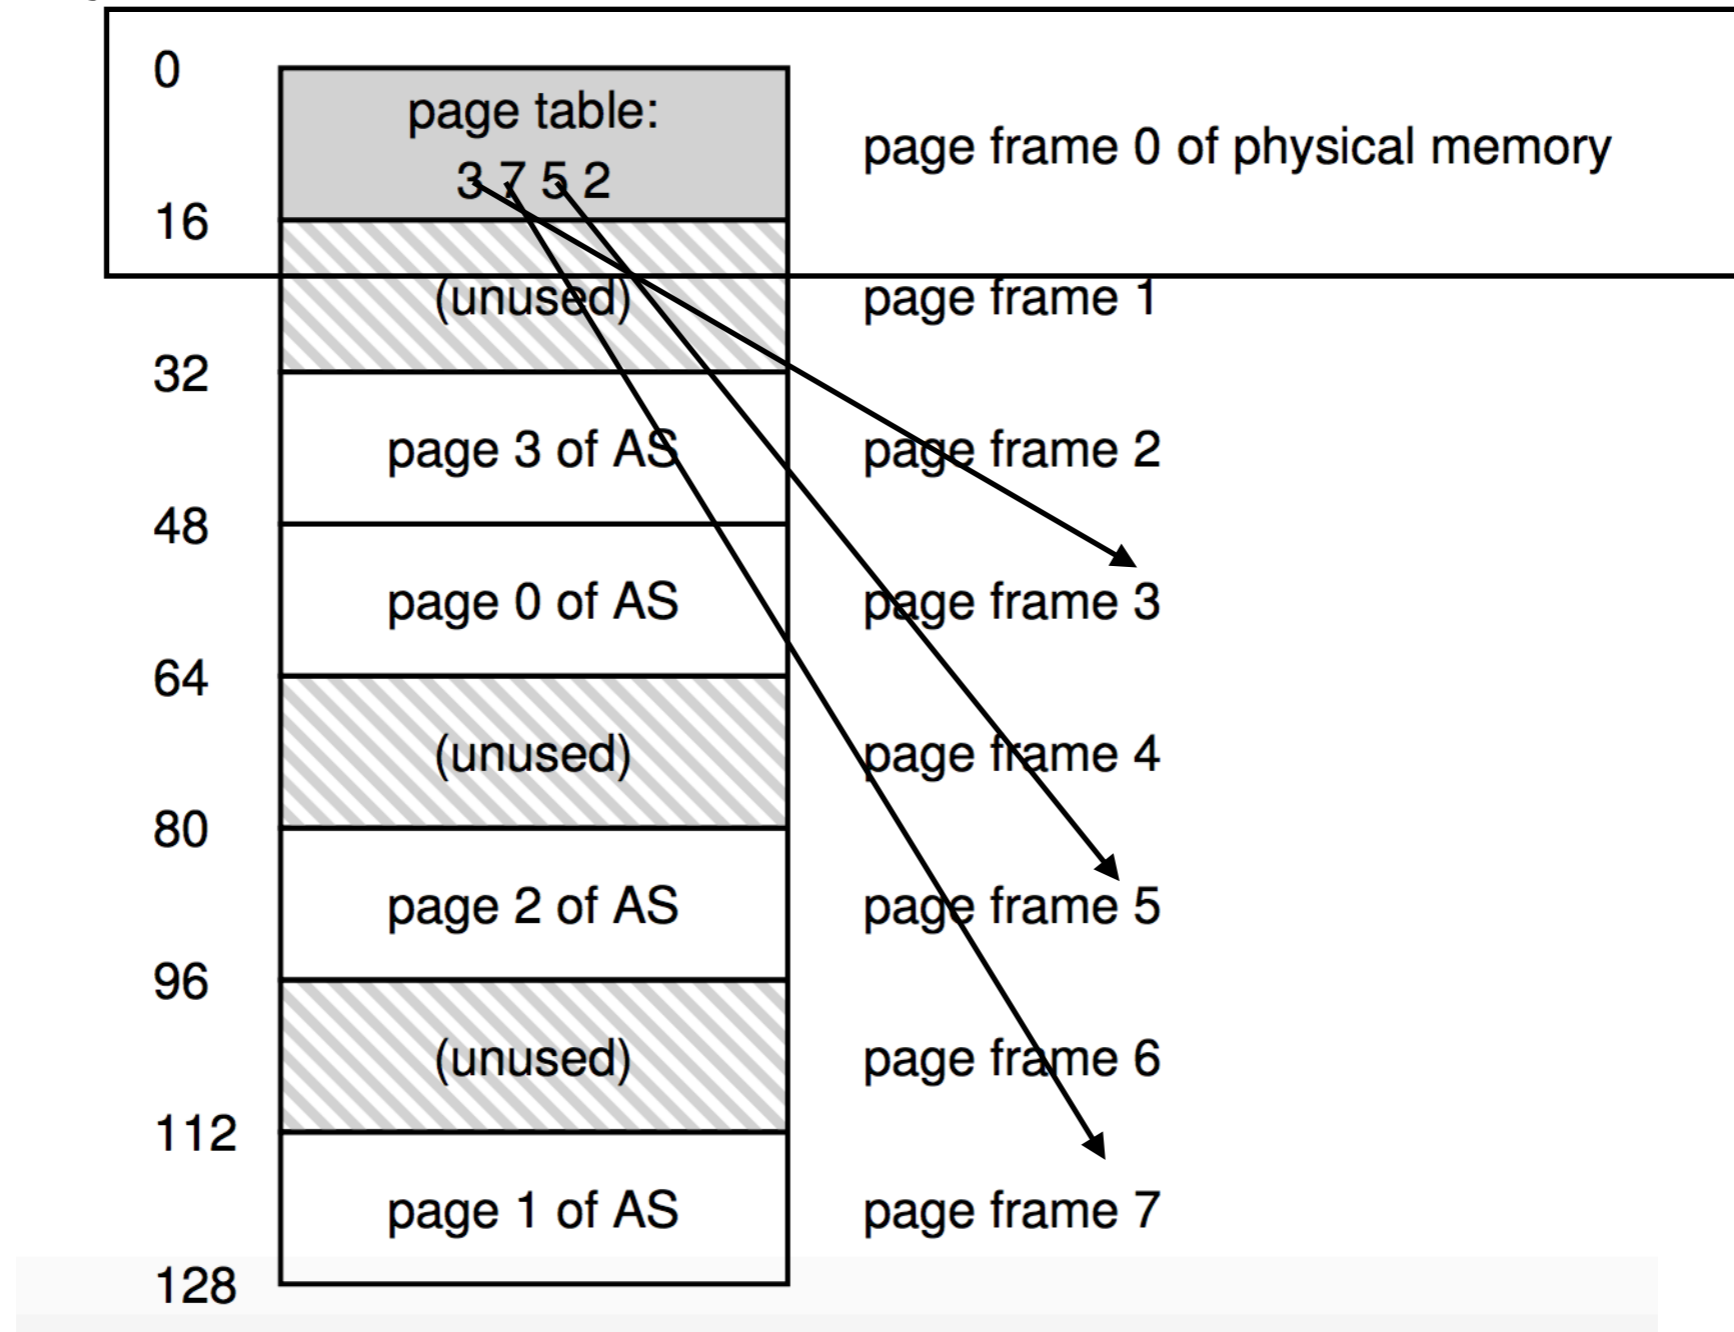 0
page table:
3 7 5 2
page frame 0 of physical memory
16
(unused)
page frame 1
32
page 3 of AS
page frame 2
48
page 0 of AS
page frame 3
64
(unused)
page frame 4
80
page 2 of AS
page frame 5
96
(unused)
page frame 6
112
page 1 of AS
page frame 7
128